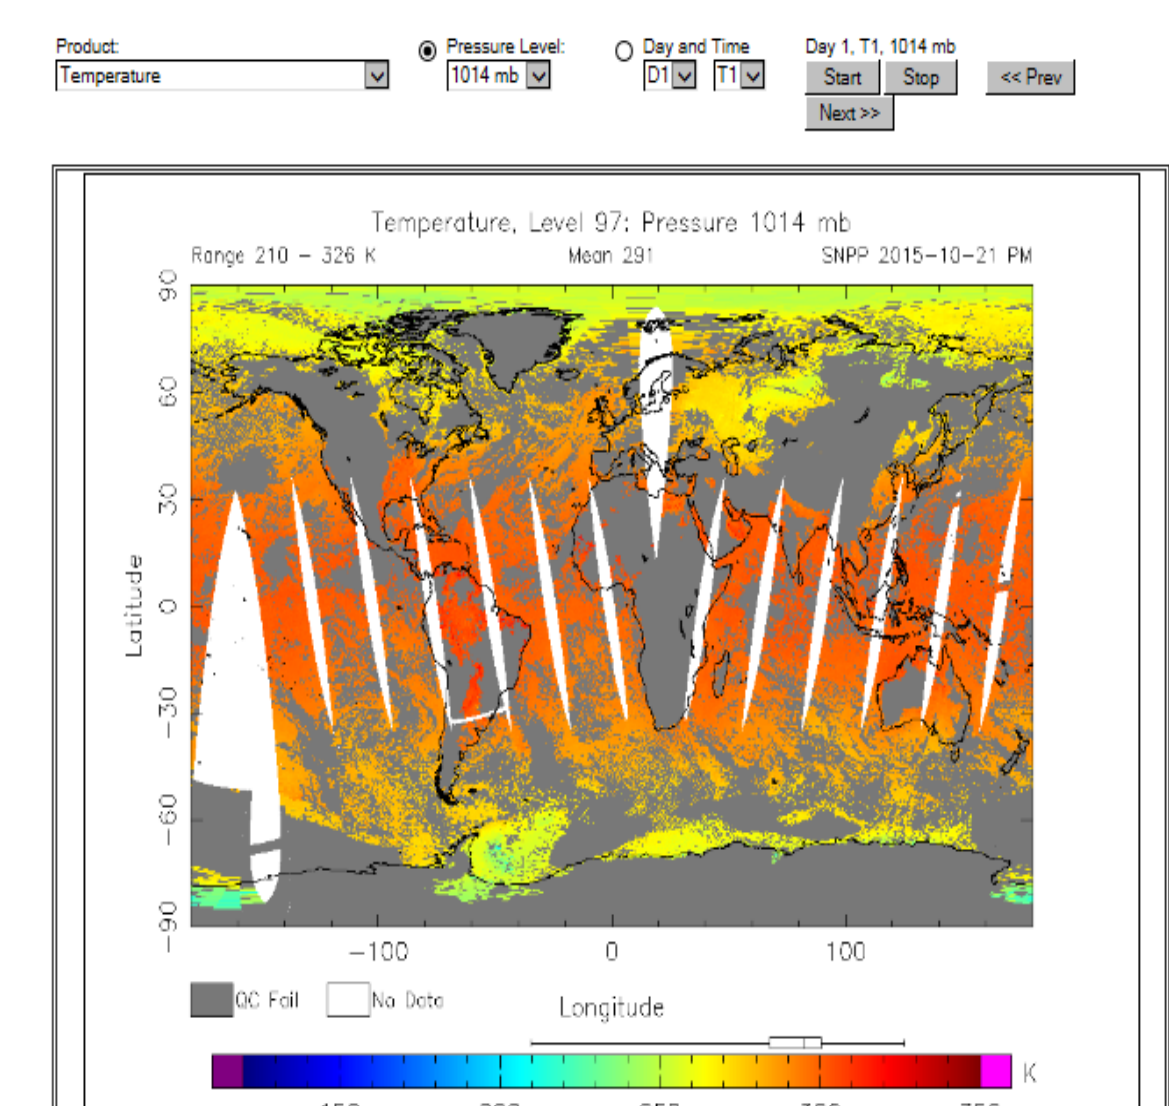 Product:
Temperature
Pressure Level:
1014 mb
Day and Time
D1 T1
Day 1, T1, 1014 mb
Start Stop << Prev
Next >>
Temperature, Level 97: Pressure 1014 mb
Range 210 - 326 K Mean 291 SNPP 2015-10-21 PM
90
60
30
0
-30
-60
-90
Latitude
-100 0 100
QC Fail No Data
Longitude
K